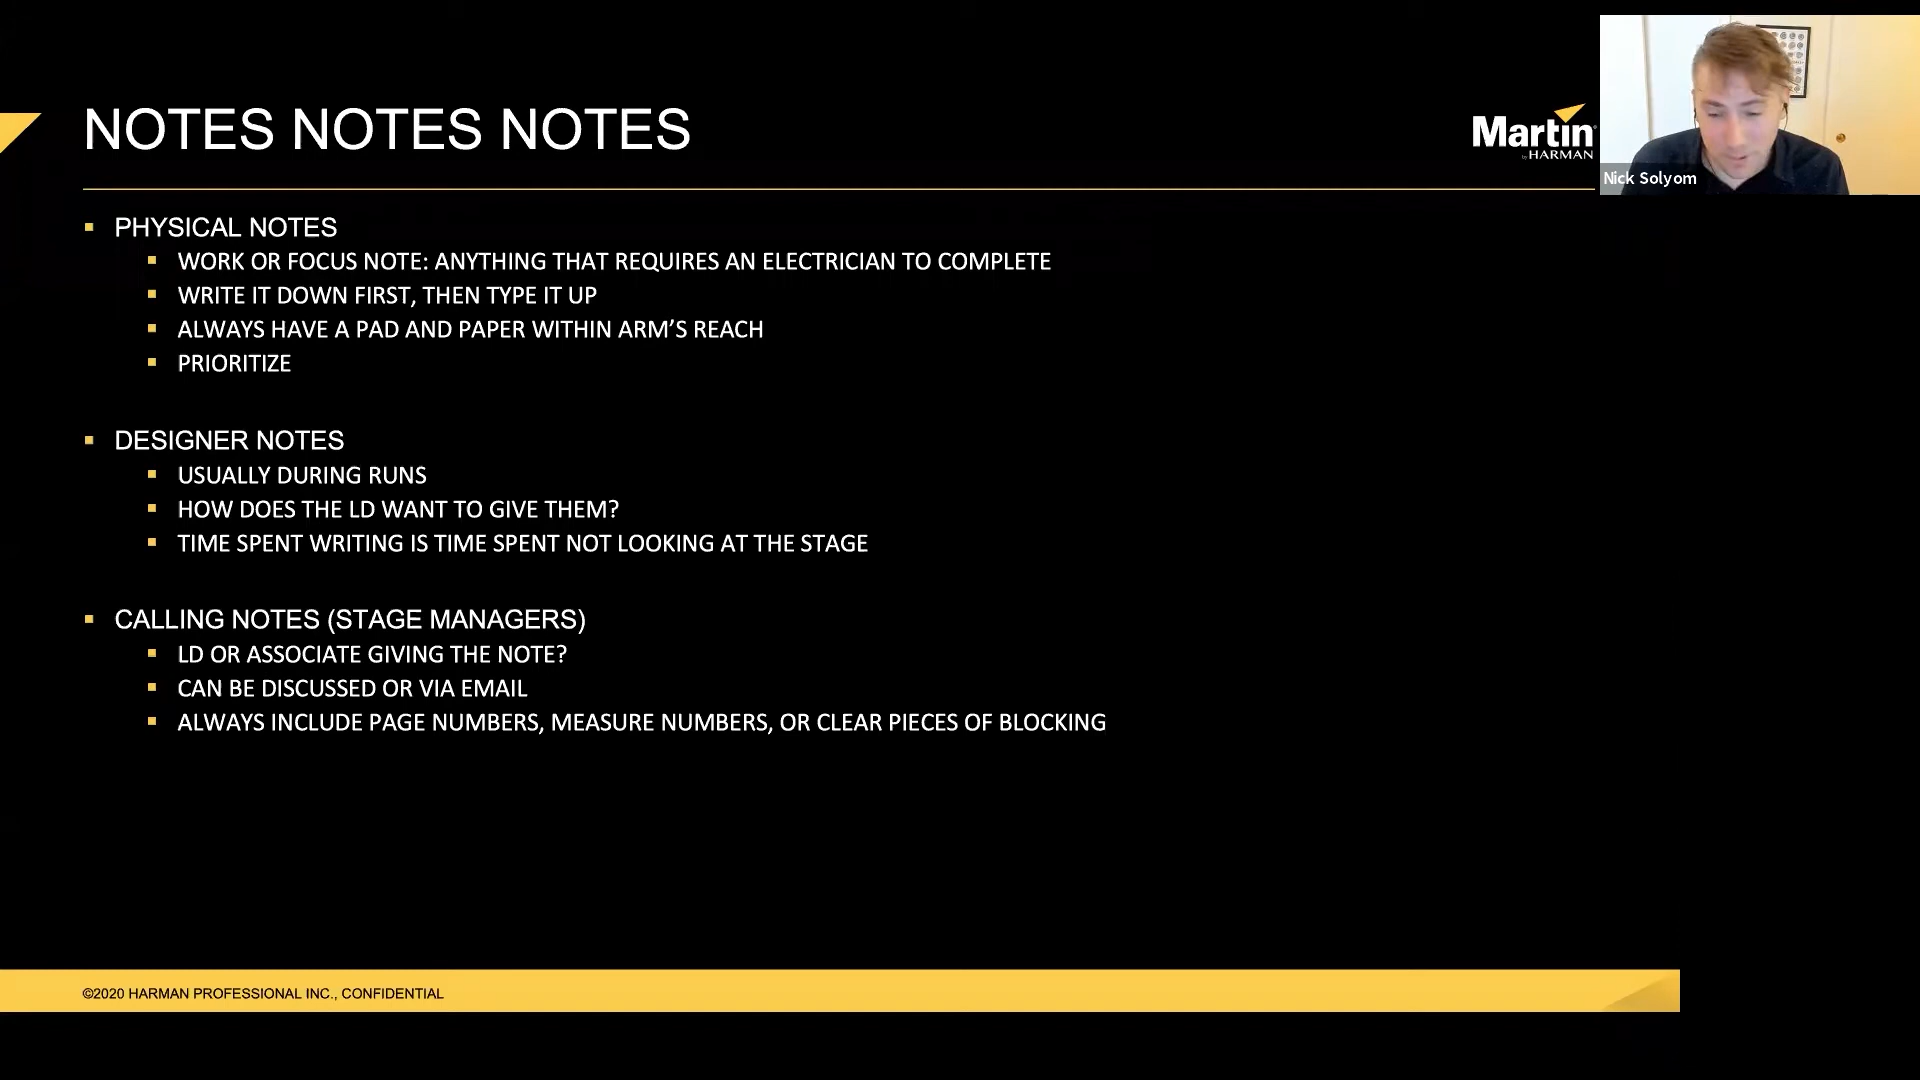 NOTES NOTES NOTES
Martin
by HARMAN
Nick Solyom
PHYSICAL NOTES
WORK OR FOCUS NOTE: ANYTHING THAT REQUIRES AN ELECTRICIAN TO COMPLETE
WRITE IT DOWN FIRST, THEN TYPE IT UP
ALWAYS HAVE A PAD AND PAPER WITHIN ARM’S REACH
PRIORITIZE
DESIGNER NOTES
USUALLY DURING RUNS
HOW DOES THE LD WANT TO GIVE THEM?
TIME SPENT WRITING IS TIME SPENT NOT LOOKING AT THE STAGE
CALLING NOTES (STAGE MANAGERS)
LD OR ASSOCIATE GIVING THE NOTE?
CAN BE DISCUSSED OR VIA EMAIL
ALWAYS INCLUDE PAGE NUMBERS, MEASURE NUMBERS, OR CLEAR PIECES OF BLOCKING
©2020 HARMAN PROFESSIONAL INC., CONFIDENTIAL